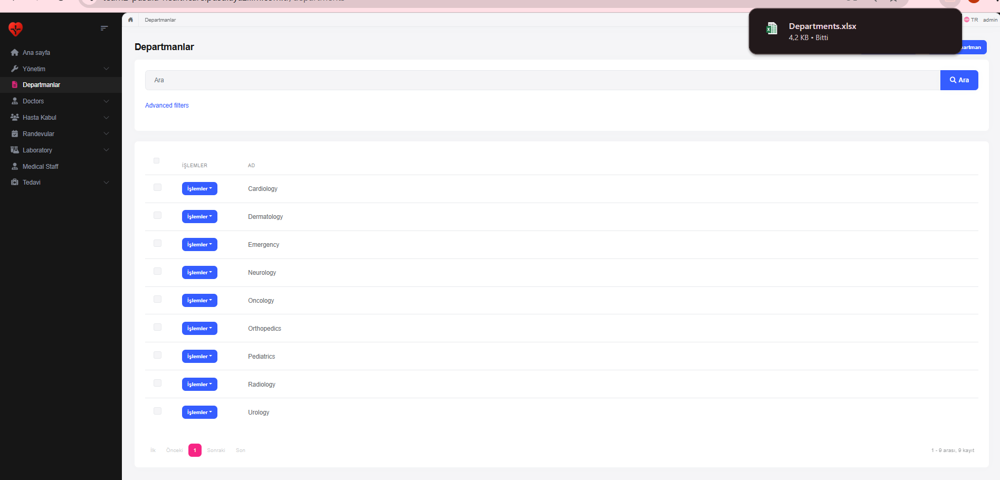 Departments.xlsx
4,2 KB • Bitti
Departmanlar
TR admin
Ana sayfa
Yönetim
Departmanlar
Doctors
Hasta Kabul
Randevular
Laboratory
Medical Staff
Tedavi
Departmanlar
Ara
Ara
Advanced filters
İŞLEMLER AD
İşlemler Cardiology
İşlemler Dermatology
İşlemler Emergency
İşlemler Neurology
İşlemler Oncology
İşlemler Orthopedics
İşlemler Pediatrics
İşlemler Radiology
İşlemler Urology
İlk Önceki 1 Sonraki Son
1 - 9 arası, 9 kayıt